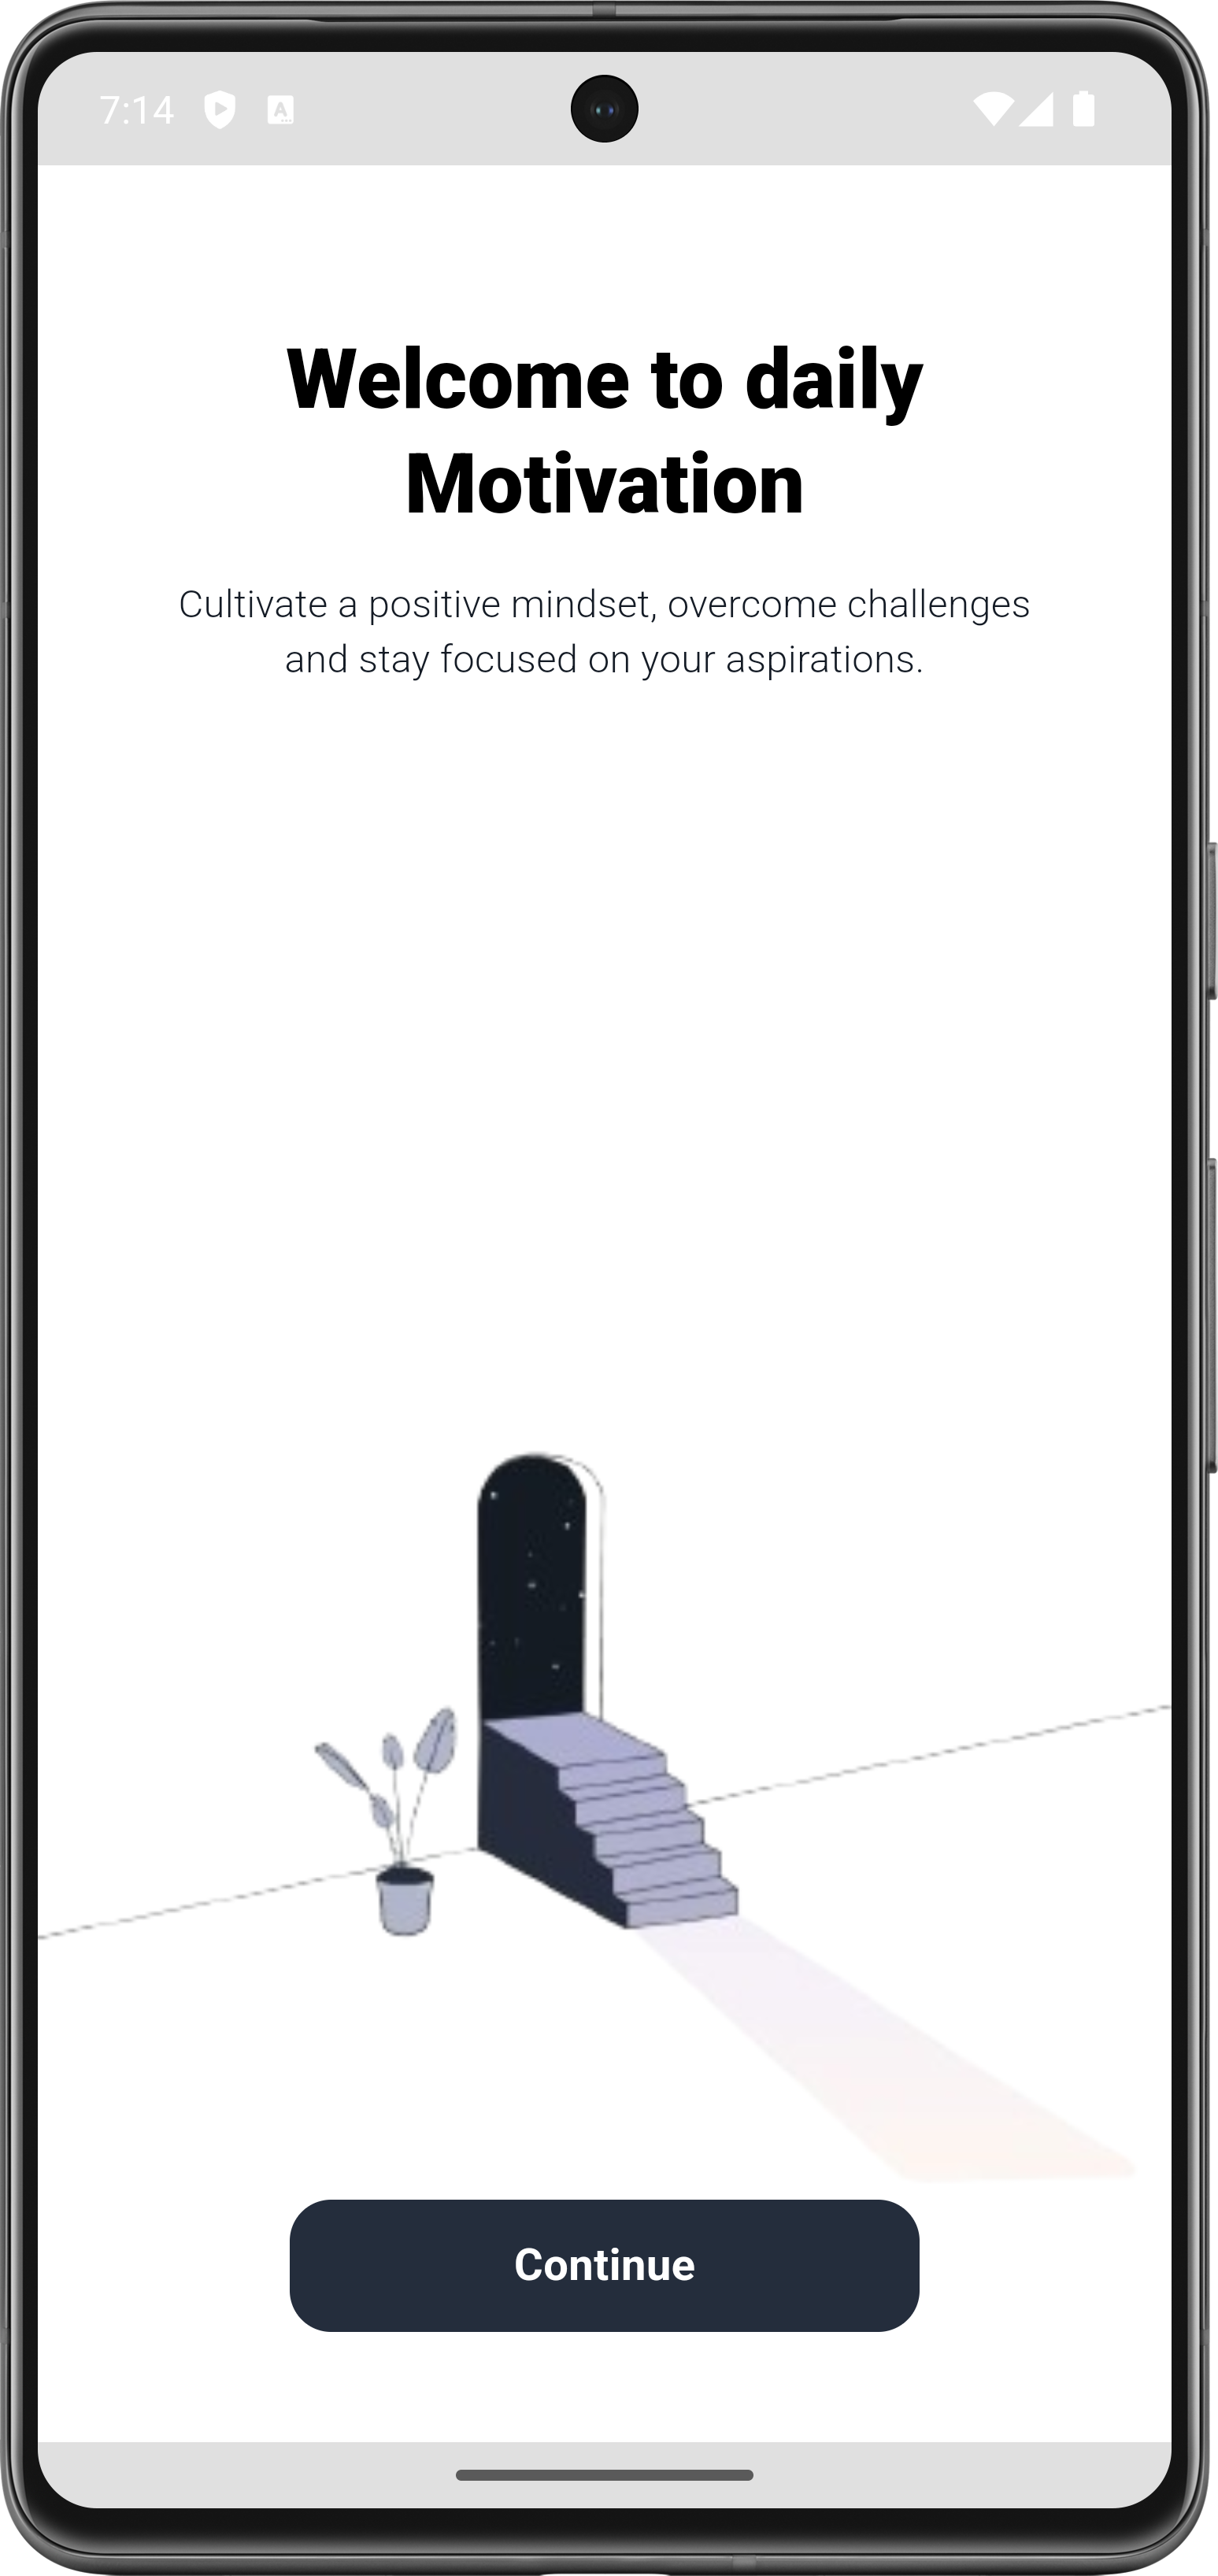 7:14
Welcome to daily
Motivation
Cultivate a positive mindset, overcome challenges
and stay focused on your aspirations.
Continue